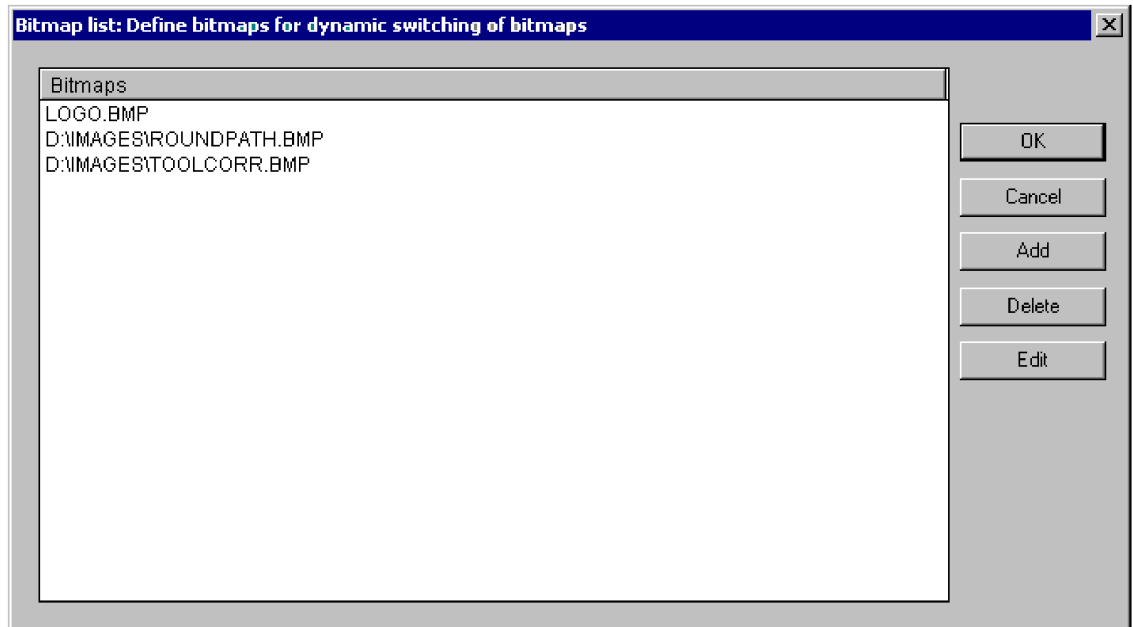 Bitmap list: Define bitmaps for dynamic switching of bitmaps
Bitmaps
LOGO.BMP
D:\IMAGES\ROUNDPATH.BMP
D:\IMAGES\TOOLCORR.BMP
OK
Cancel
Add
Delete
Edit